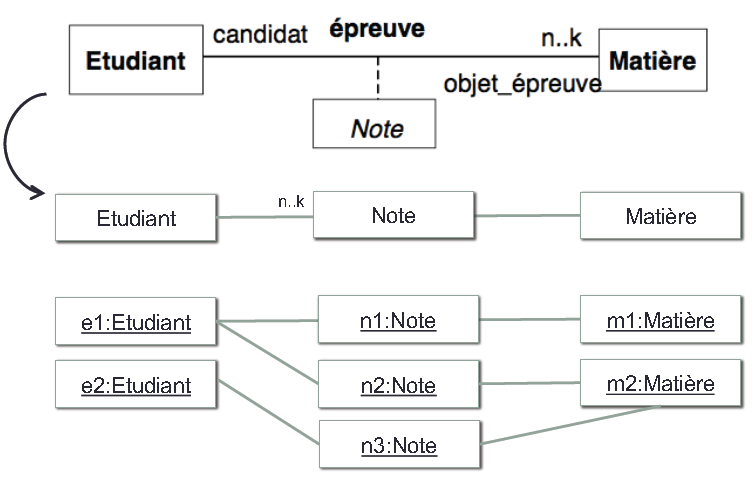 candidat épreuve n..k
Etudiant
Matière
objet_épreuve
Note
n..k
Etudiant Note Matière
e1:Etudiant n1:Note m1:Matière
e2:Etudiant n2:Note m2:Matière
n3:Note